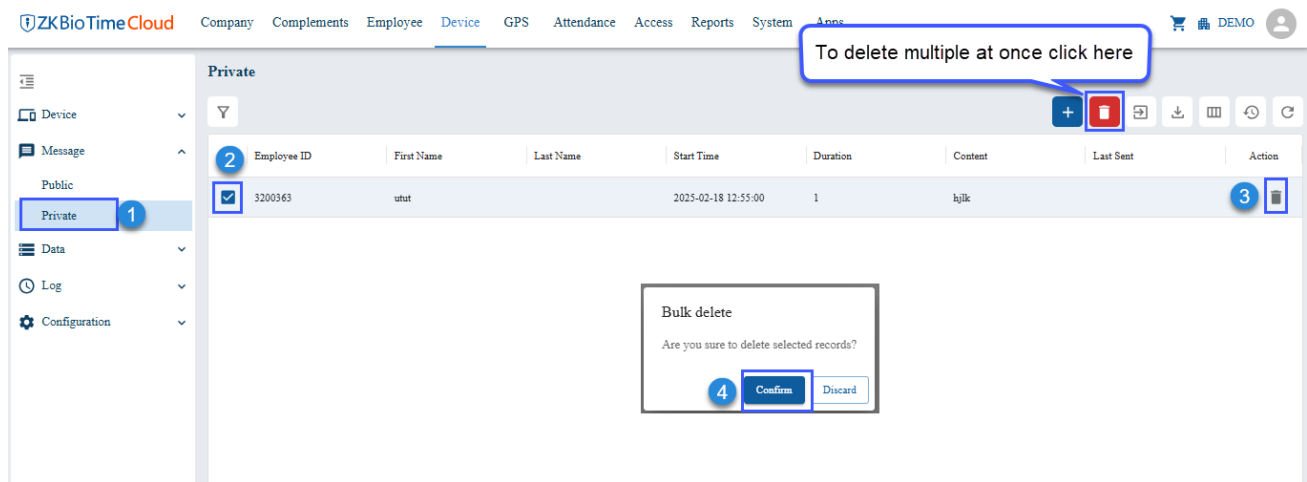 ZKBioTime Cloud Company Complements Employee Device GPS Attendance Access Reports System Apps DEMO
To delete multiple at once click here
Private
Device
Message
Public
Private 1
Data
Log
Configuration
2 Employee ID First Name Last Name Start Time Duration Content Last Sent Action
3200363 utut 2025-02-18 12:55:00 1 hjlk 3
Bulk delete
Are you sure to delete selected records?
4 Confirm Discard